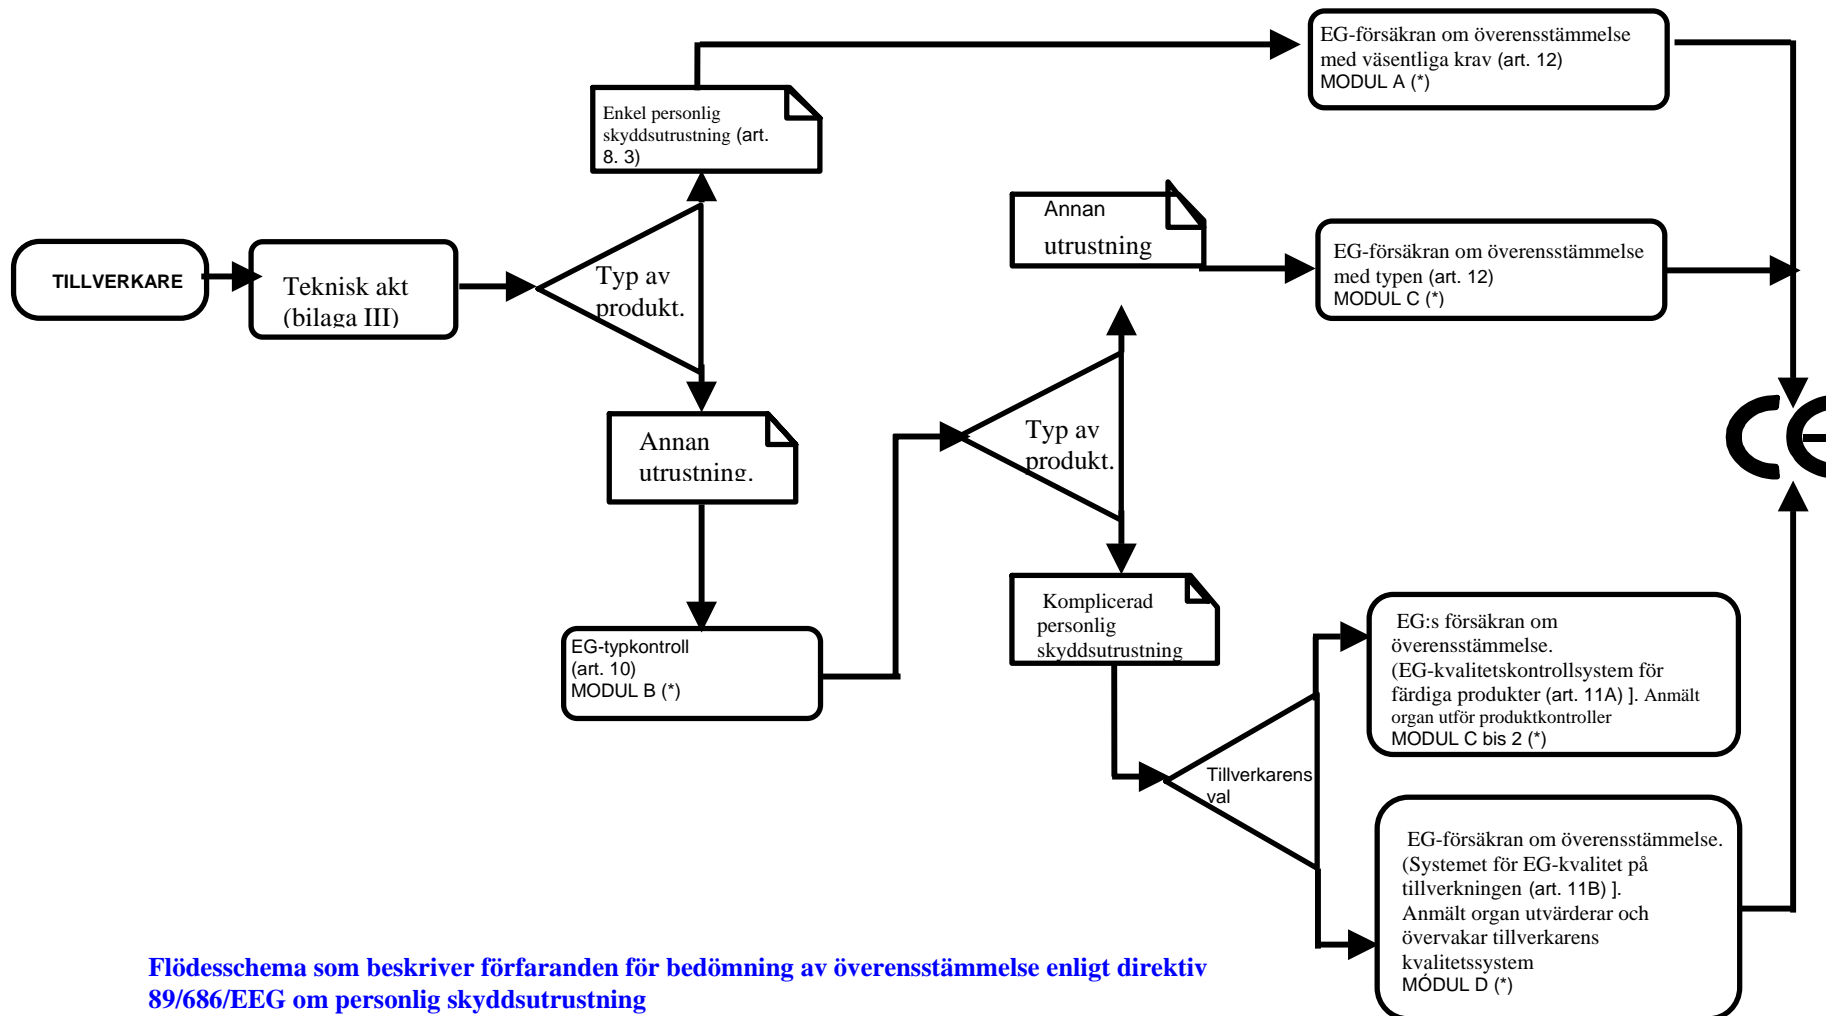 EG-försäkran om överensstämmelse
med väsentliga krav (art. 12)
MODUL A (*)
Enkel personlig
skyddsutrustning (art.
8. 3)
Annan
utrustning
EG-försäkran om överensstämmelse
med typen (art. 12)
MODUL C (*)
TILLVERKARE
Teknisk akt
(bilaga III)
Typ av
produkt.
Annan
utrustning.
Typ av
produkt.
CE
EG-typkontroll
(art. 10)
MODUL B (*)
Komplicerad
personlig
skyddsutrustning
EG:s försäkran om
överensstämmelse.
(EG-kvalitetskontrollsystem för
färdiga produkter (art. 11A) ]. Anmält
organ utför produktkontroller
MODUL C bis 2 (*)
Tillverkarens
val
EG-försäkran om överensstämmelse.
(Systemet för EG-kvalitet på
tillverkningen (art. 11B) ].
Anmält organ utvärderar och
övervakar tillverkarens
kvalitetssystem
MÓDUL D (*)
Flödesschema som beskriver förfaranden för bedömning av överensstämmelse enligt direktiv
89/686/EEG om personlig skyddsutrustning